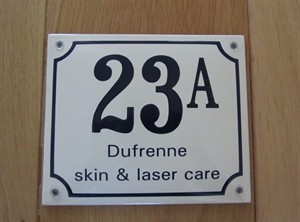 23A
Dufrenne
skin & laser care